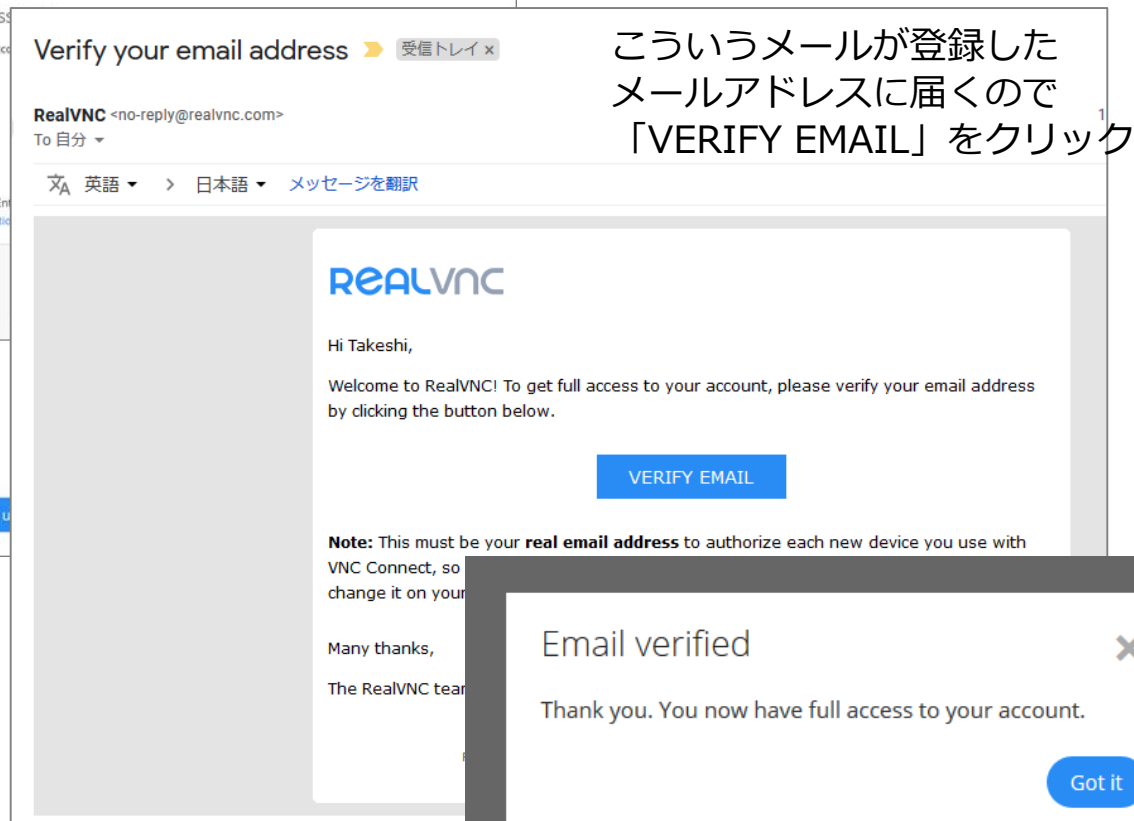 Verify your email address 受信トレイ x
こういうメールが登録した
メールアドレスに届くので
「VERIFY EMAIL」をクリック
RealVNC <no-reply@realvnc.com>
To 自分
英語 > 日本語 メッセージを翻訳
REALVNC
Hi Takeshi,
Welcome to RealVNC! To get full access to your account, please verify your email address
by clicking the button below.
VERIFY EMAIL
Note: This must be your real email address to authorize each new device you use with
VNC Connect, so
change it on your
Many thanks,
The RealVNC team
Email verified
Thank you. You now have full access to your account.
Got it